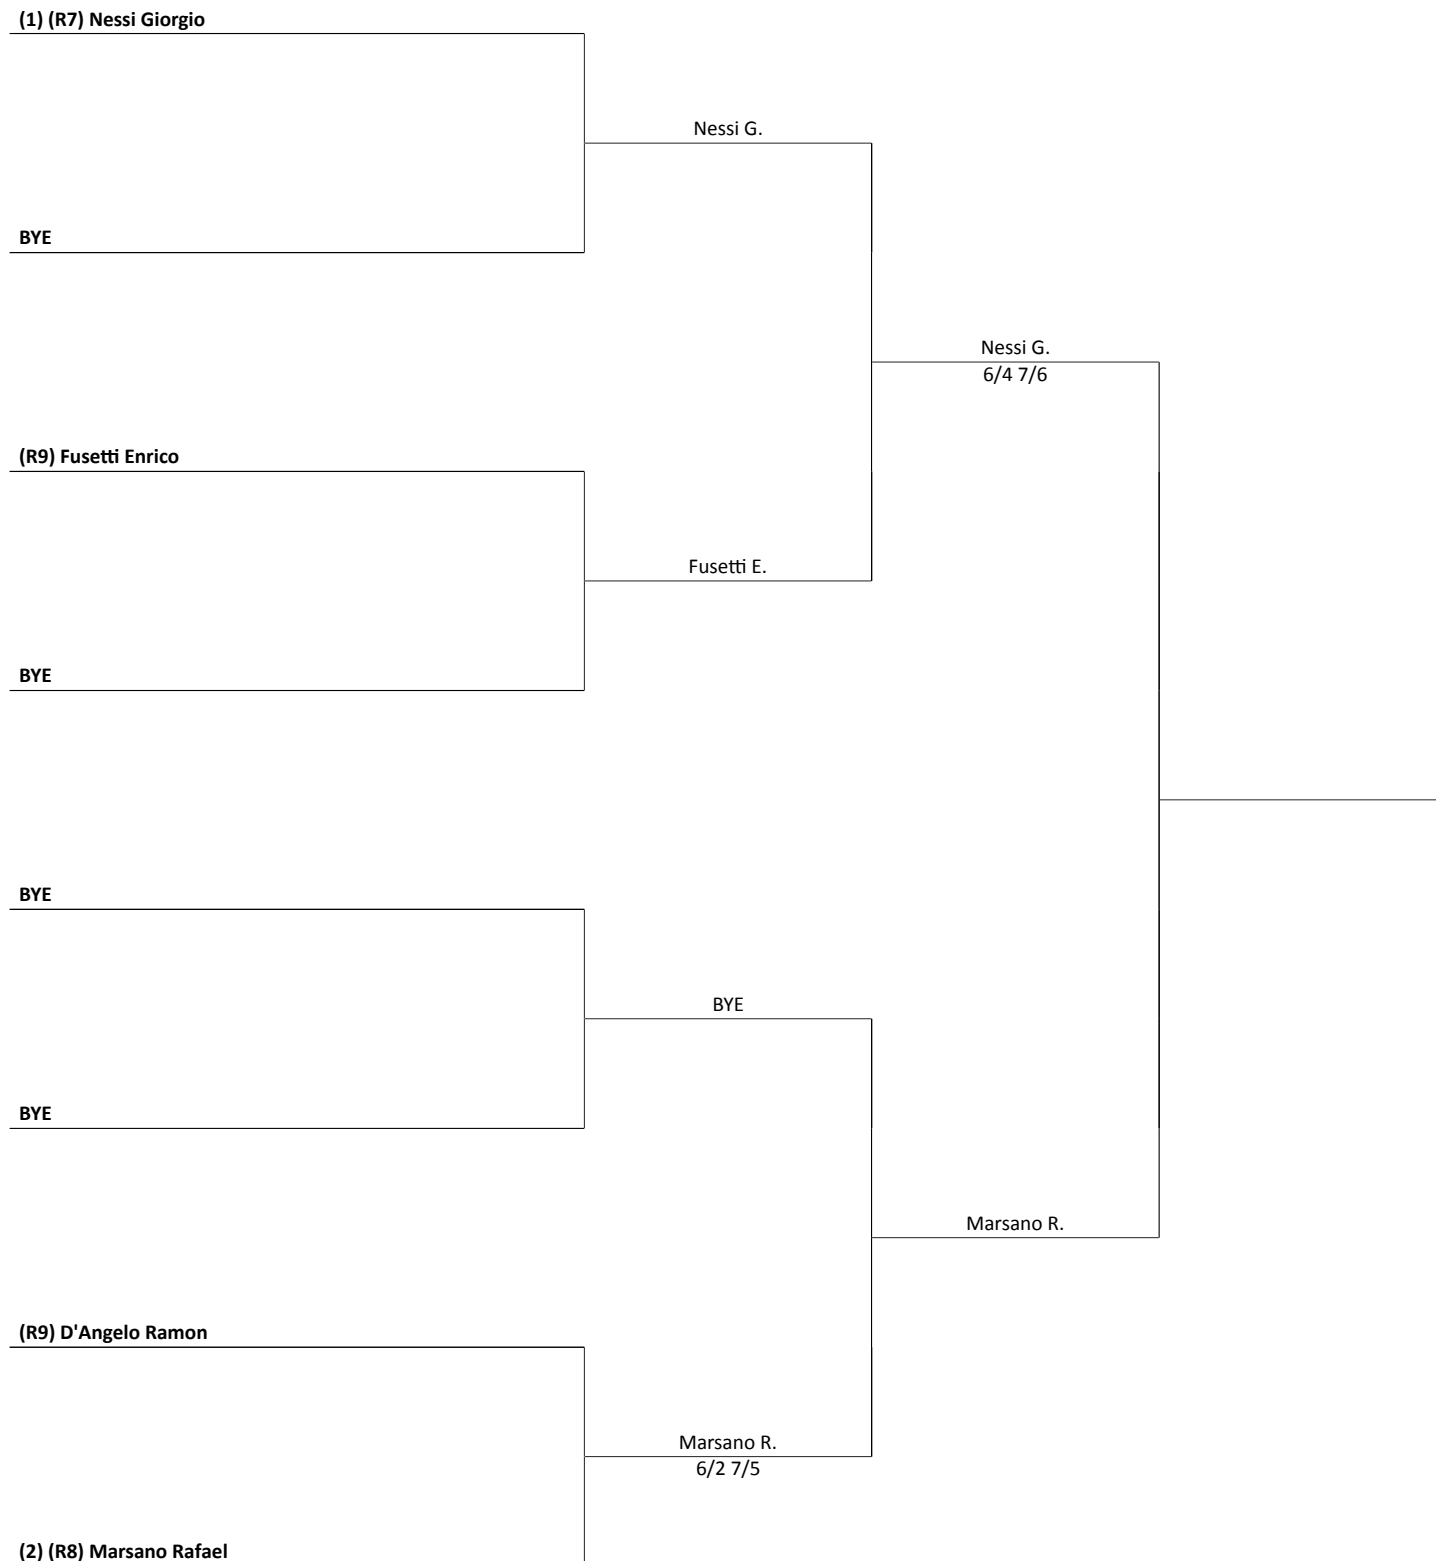 (1) (R7) Nessi Giorgio
Nessi G.
BYE
Nessi G.
6/4 7/6
(R9) Fusetti Enrico
Fusetti E.
BYE
BYE
BYE
BYE
Marsano R.
(R9) D'Angelo Ramon
Marsano R.
6/2 7/5
(2) (R8) Marsano Rafael